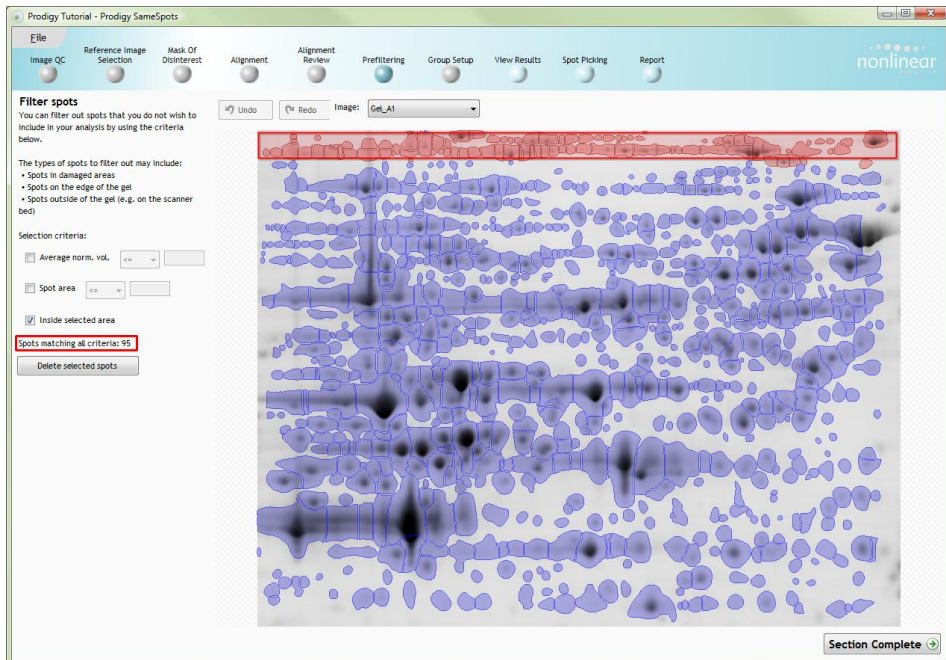 Prodigy Tutorial - Prodigy SameSpots
File
Image QC
Reference Image
Selection
Mask Of
Disinterest
Alignment
Alignment
Review
Prefiltering
Group Setup
View Results
Spot Picking
Report
nonlinear
Filter spots
You can filter out spots that you do not wish to
include in your analysis by using the criteria
below.
The types of spots to filter out may include:
• Spots in damaged areas
• Spots on the edge of the gel
• Spots outside of the gel (e.g. on the scanner
bed)
Selection criteria:
Average norm. vol. <=
Spot area <=
Inside selected area
Spots matching all criteria: 95
Delete selected spots
Undo
Redo
Image: Gel_A1
Section Complete